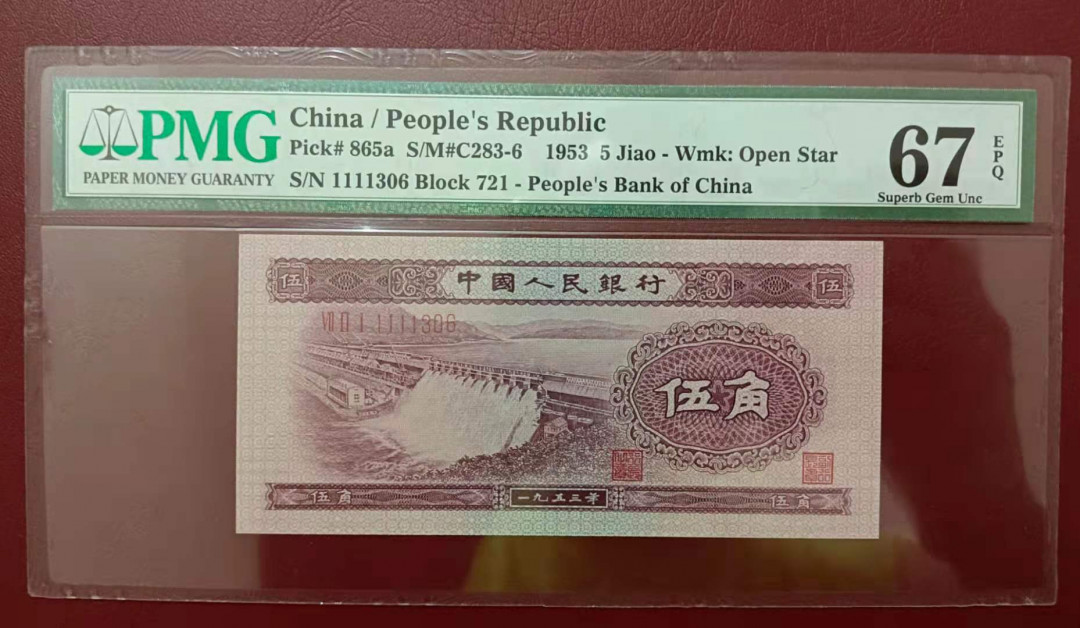 PMG
PAPER MONEY GUARANTY
China / People's Republic
Pick# 865a S/M#C283-6 1953 5 Jiao - Wmk: Open Star
S/N 1111306 Block 721 - People's Bank of China
67
EPQ
Superb Gem Unc
伍 中國人民銀行 伍
VII II I 1111306
伍角
伍角 一九五三年 伍角